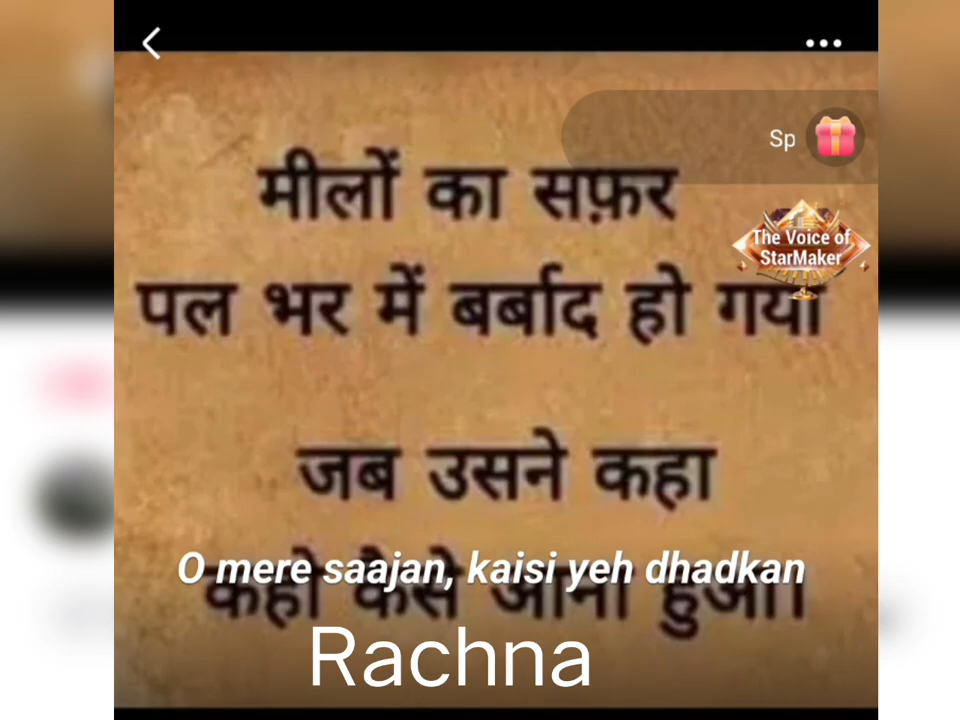 Sp
मीलों का सफ़र
The Voice of
StarMaker
पल भर में बर्बाद हो गया
जब उसने कहा
O mere saajan, kaisi yeh dhadkan
कहो कैसे आना हुआ।
Rachna